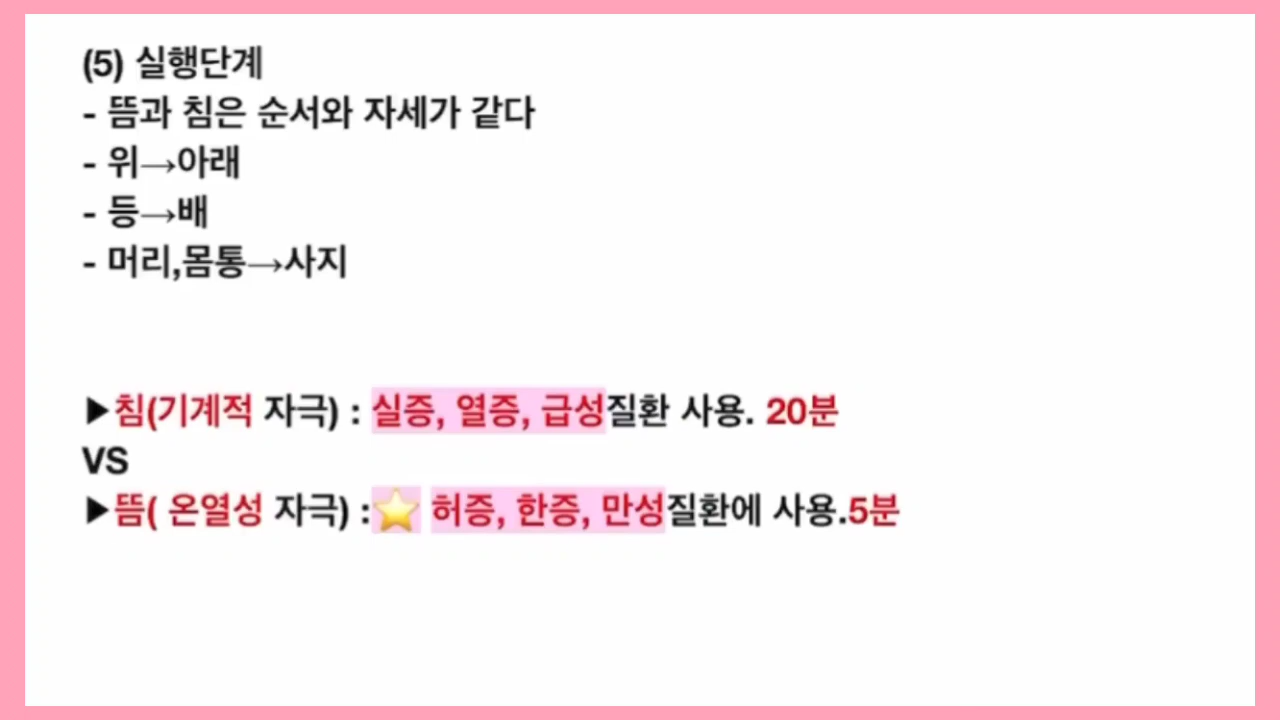 (5) 실행단계
- 뜸과 침은 순서와 자세가 같다
- 위→아래
- 등→배
- 머리,몸통→사지
▶침(기계적 자극) : 실증, 열증, 급성질환 사용. 20분
VS
▶뜸( 온열성 자극) :⭐ 허증, 한증, 만성질환에 사용.5분